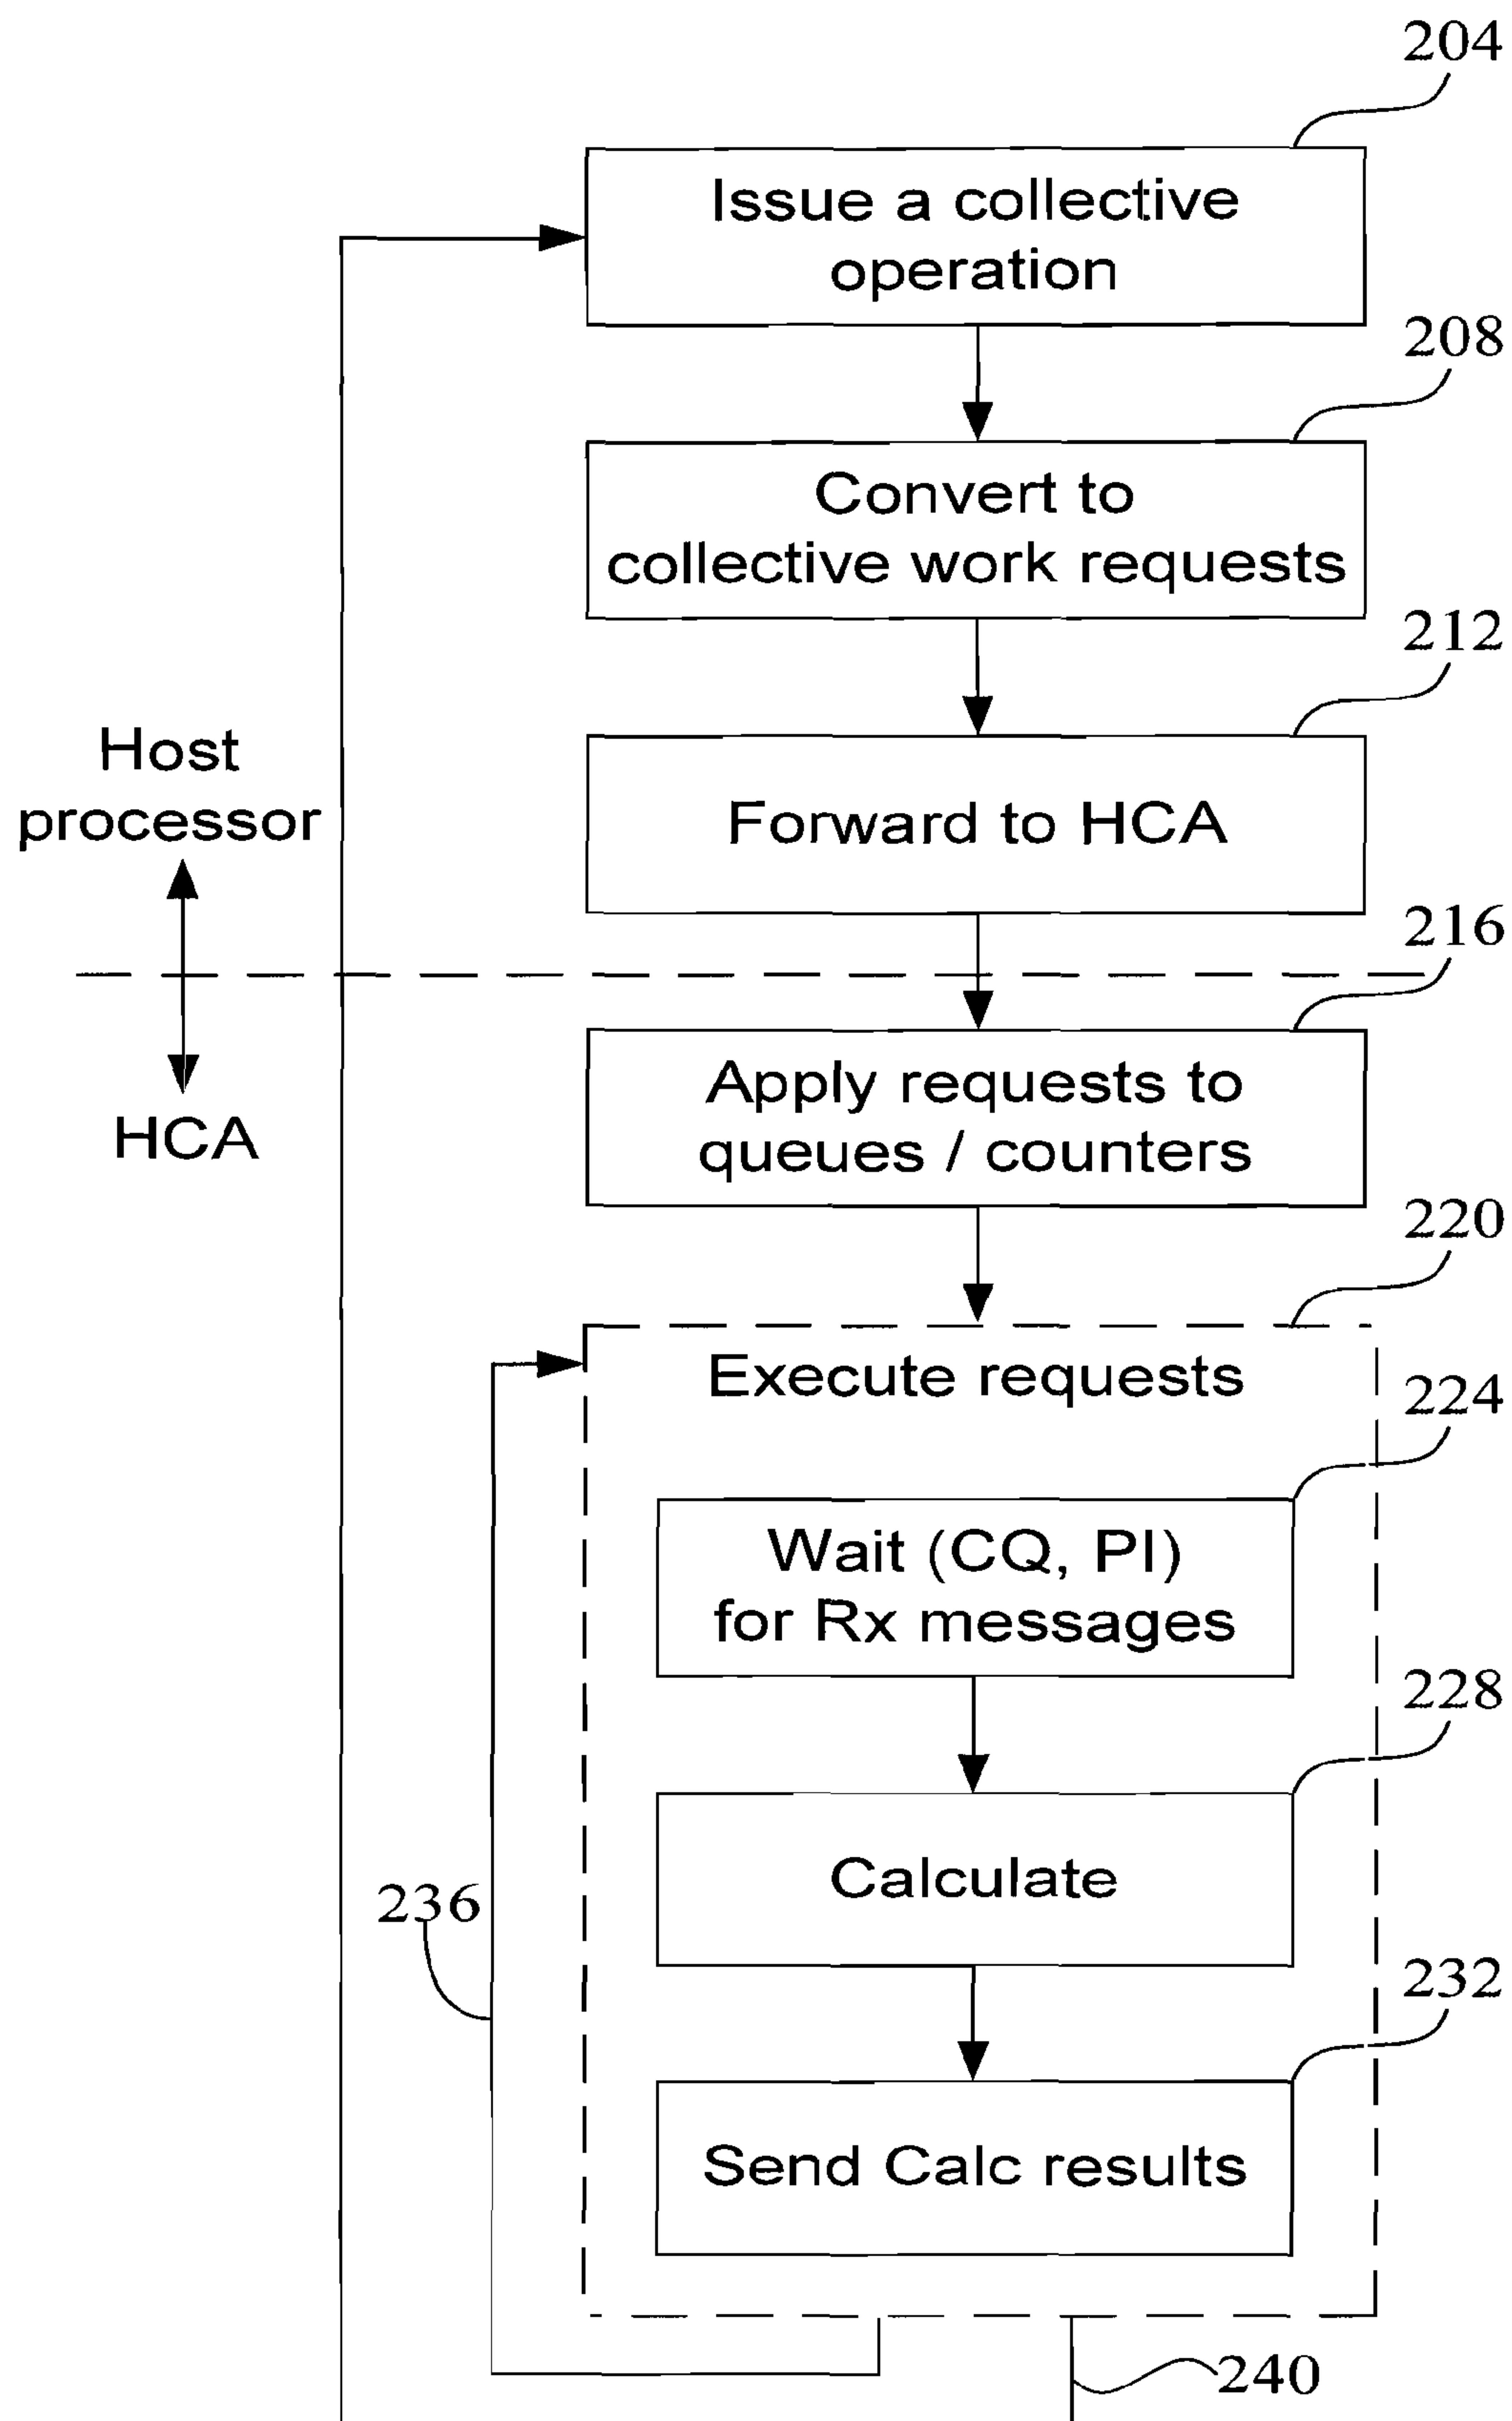 204
Issue a collective
operation
208
Convert to
collective work requests
212
Host
processor
Forward to HCA
216
HCA
Apply requests to
queues / counters
220
Execute requests
224
Wait (CQ, PI)
for Rx messages
228
Calculate
236
232
Send Calc results
240